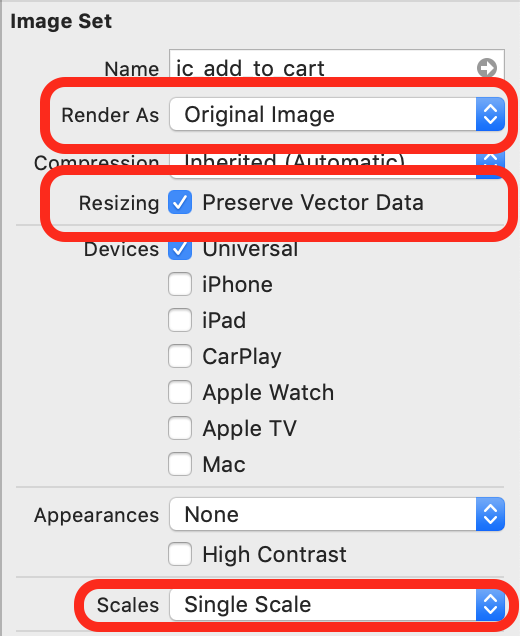 Image Set
Name ic_add_to_cart
Render As Original Image
Compression Inherited (Automatic)
Resizing Preserve Vector Data
Devices Universal
iPhone
iPad
CarPlay
Apple Watch
Apple TV
Mac
Appearances None
High Contrast
Scales Single Scale